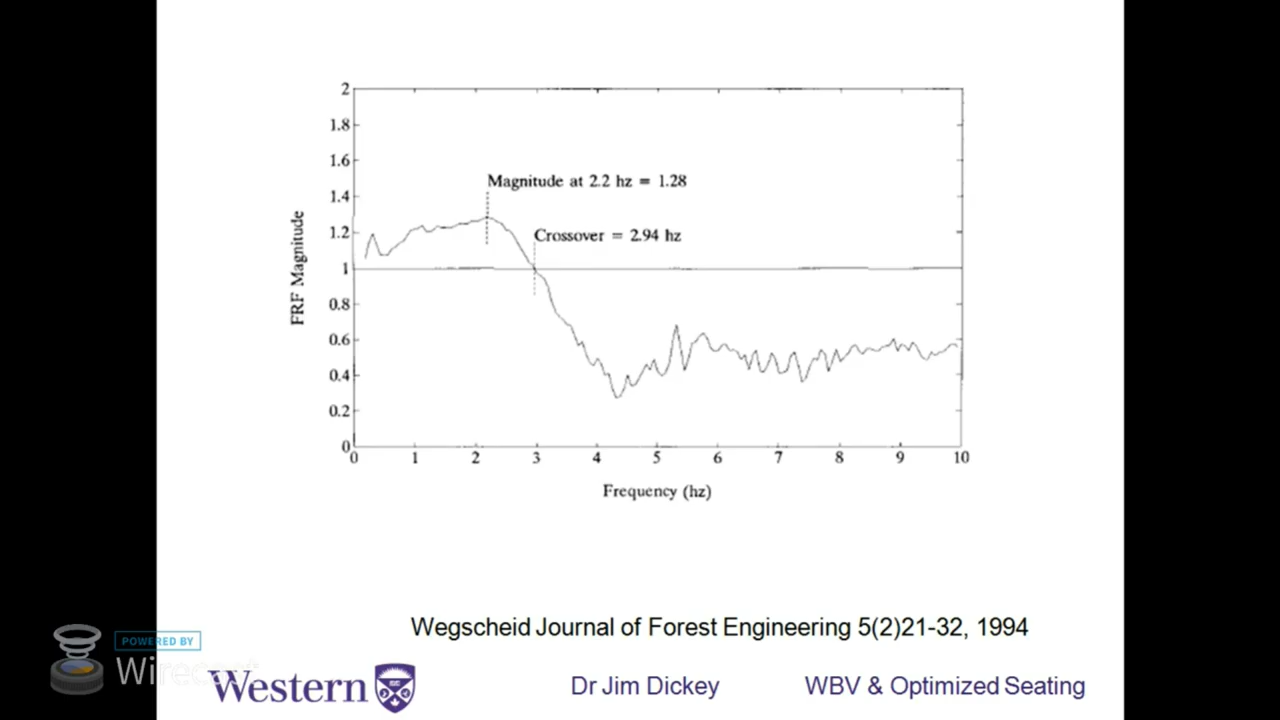 2
1.8
1.6
Magnitude at 2.2 hz = 1.28
1.4
1.2
Crossover = 2.94 hz
FRF Magnitude
1
0.8
0.6
0.4
0.2
0
0 1 2 3 4 5 6 7 8 9 10
Frequency (hz)
Wegscheid Journal of Forest Engineering 5(2)21-32, 1994
POWERED BY
Wirecast
Western
Dr Jim Dickey
WBV & Optimized Seating